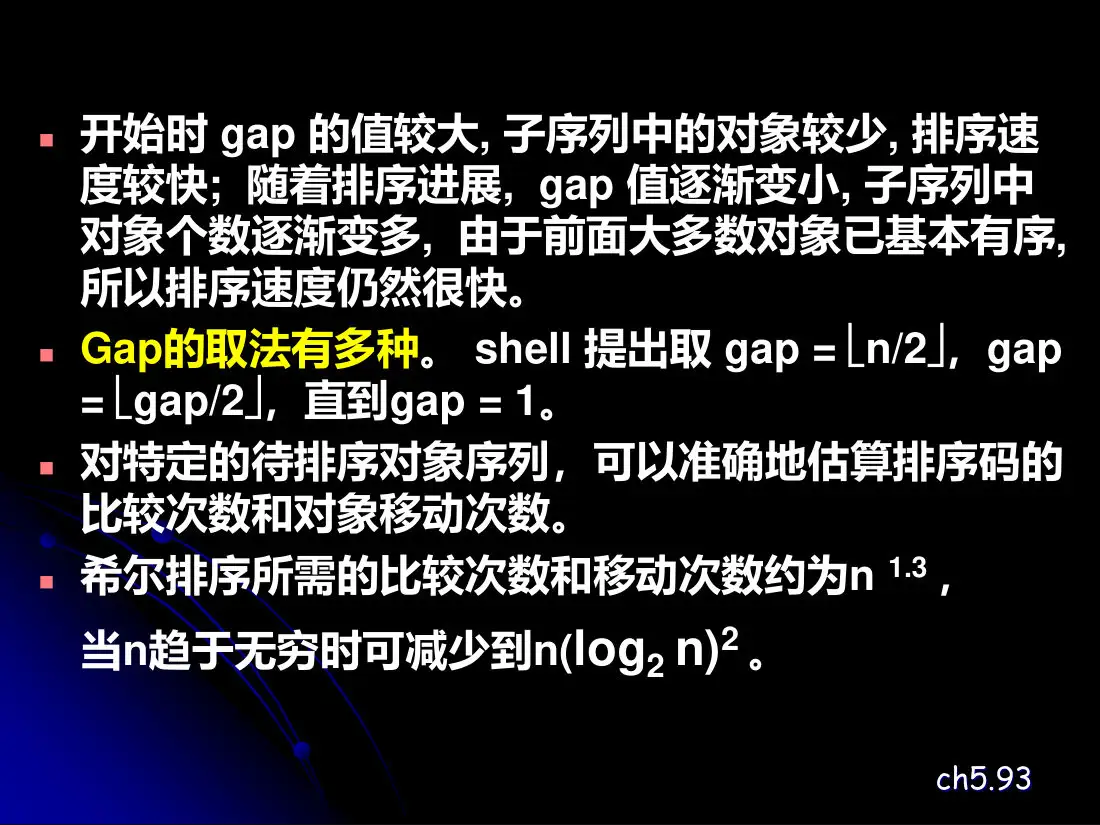 开始时 gap 的值较大, 子序列中的对象较少, 排序速
度较快；随着排序进展，gap 值逐渐变小, 子序列中
对象个数逐渐变多，由于前面大多数对象已基本有序,
所以排序速度仍然很快。
Gap的取法有多种。 shell 提出取 gap = ⌊n/2⌋，gap
= ⌊gap/2⌋，直到gap = 1。
对特定的待排序对象序列，可以准确地估算排序码的
比较次数和对象移动次数。
希尔排序所需的比较次数和移动次数约为n ¹·³，
当n趋于无穷时可减少到n(log₂ n)² 。
ch5.93